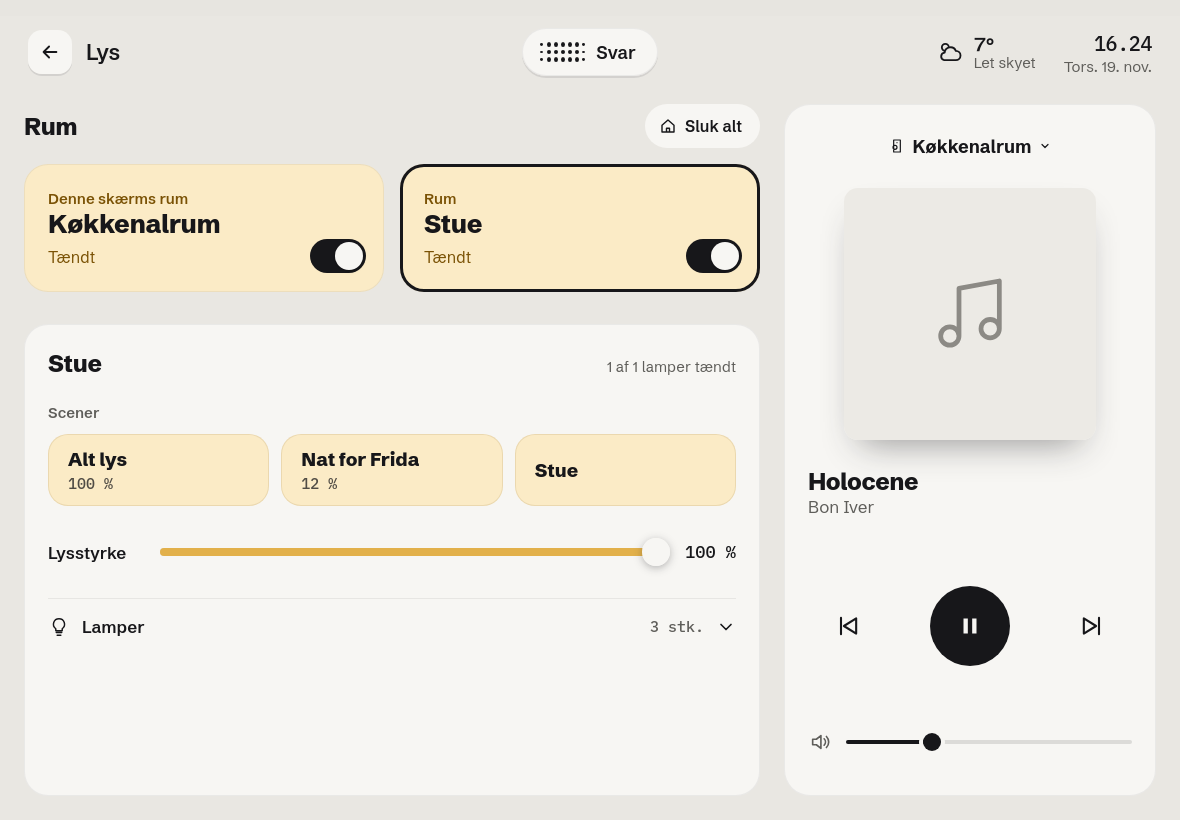 Lys
Svar
7°
Let skyet
16.24
Tors. 19. nov.
Rum
Sluk alt
Denne skærms rum
Køkkenalrum
Tændt
Rum
Stue
Tændt
Stue
1 af 1 lamper tændt
Scener
Alt lys
100 %
Nat for Frida
12 %
Stue
Lysstyrke
100 %
Lamper
3 stk.
Køkkenalrum
Holocene
Bon Iver